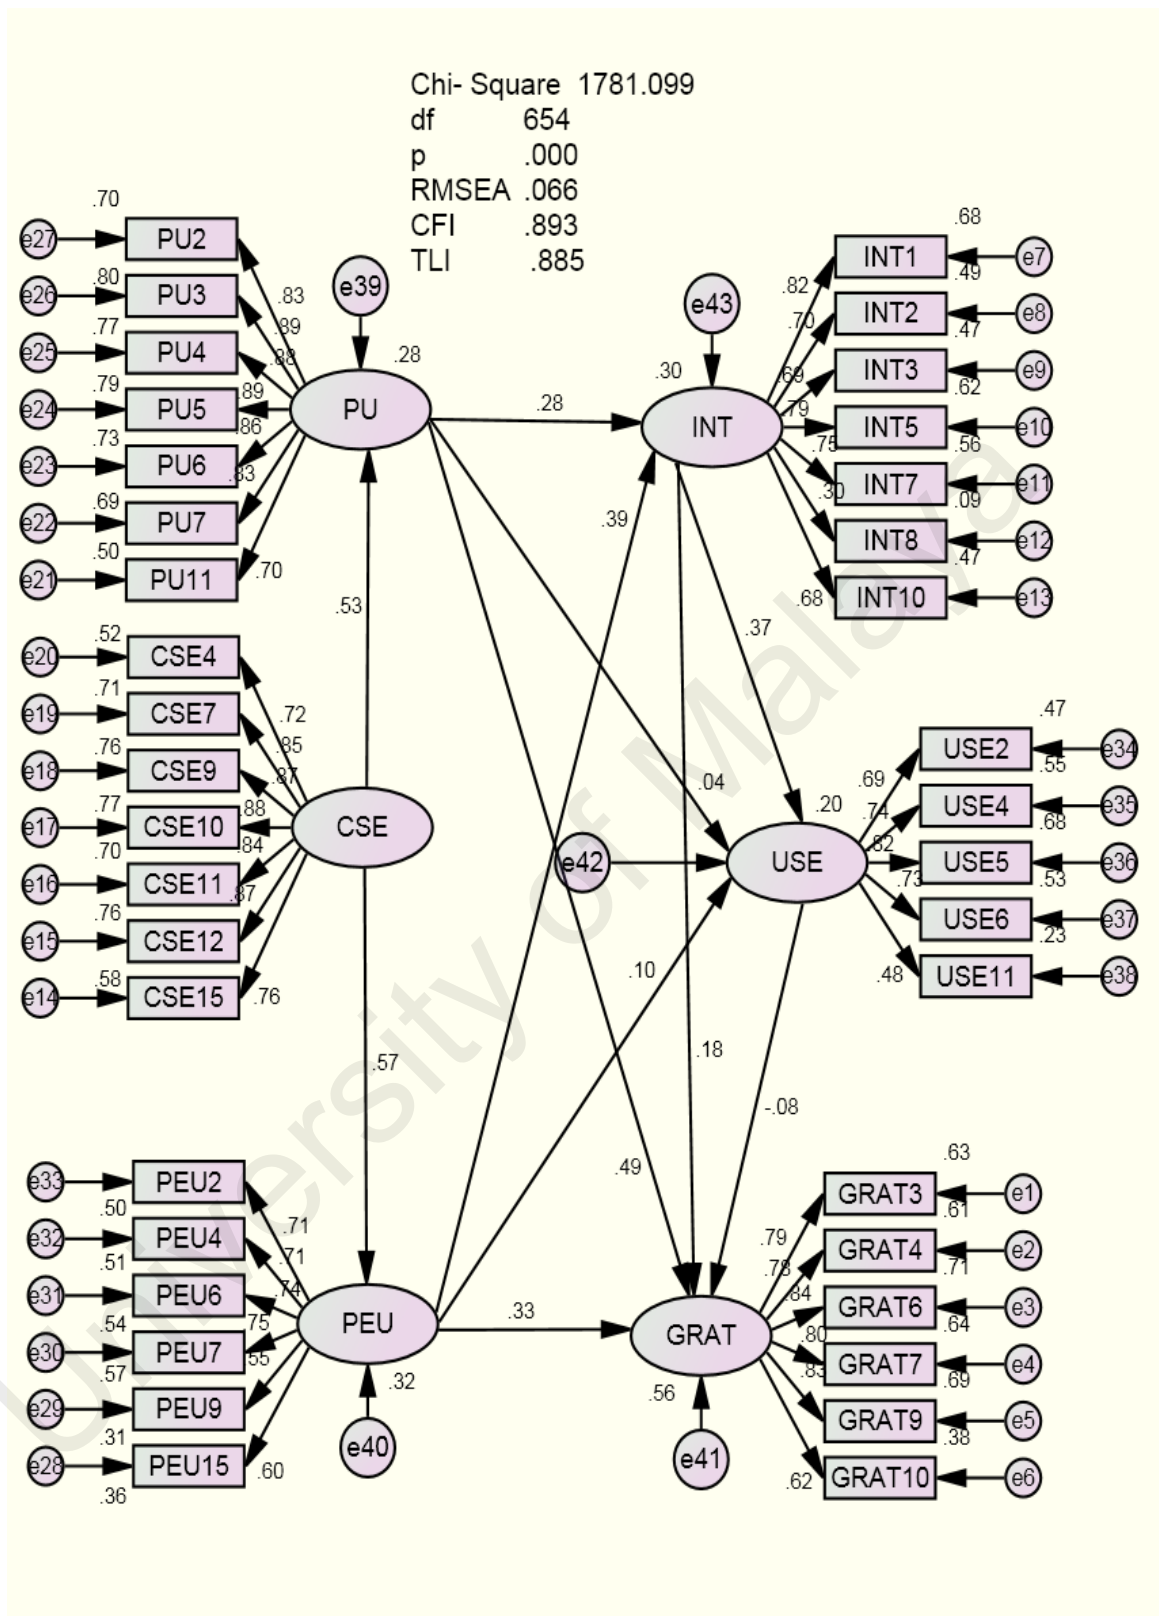 Chi- Square 1781.099
df 654
p .000
RMSEA .066
CFI .893
TLI .885
.70
e27 PU2
.80
e26 PU3
.77
e25 PU4
.79
e24 PU5
.73
e23 PU6
.69
e22 PU7
.50
e21 PU11
.83
.89
.88
.89
.86
.83
.70
e39
.28
PU
.52
e20 CSE4
.71
e19 CSE7
.76
e18 CSE9
.77
e17 CSE10
.70
e16 CSE11
.76
e15 CSE12
.58
e14 CSE15
.72
.85
.87
.88
.84
.87
.76
CSE
.53
.57
e33 PEU2
.50
e32 PEU4
.51
e31 PEU6
.54
e30 PEU7
.57
e29 PEU9
.31
e28 PEU15
.36
.71
.71
.74
.75
.55
.60
PEU
.32
e40
e43
.30
INT
.28
.39
.82
.70
.69
.79
.75
.30
.68
.68
INT1 e7
.49
INT2 e8
.47
INT3 e9
.62
INT5 e10
.56
INT7 e11
.09
INT8 e12
.47
INT10 e13
.37
.04
.20
e42
USE
.10
.18
-.08
.49
.33
.69
.74
.82
.73
.48
.47
USE2 e34
.55
USE4 e35
.68
USE5 e36
.53
USE6 e37
.23
USE11 e38
GRAT
.56
e41
.79
.78
.84
.80
.83
.62
.63
GRAT3 e1
.61
GRAT4 e2
.71
GRAT6 e3
.64
GRAT7 e4
.69
GRAT9 e5
.38
GRAT10 e6
University of Malaya